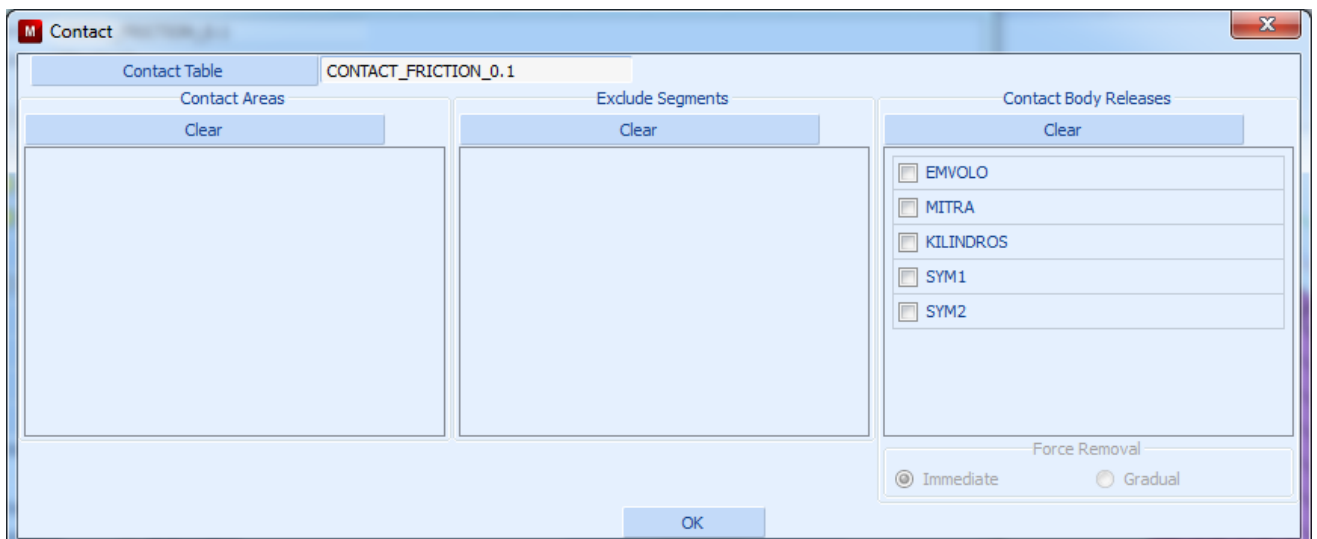 M Contact
Contact Table CONTACT_FRICTION_0.1
Contact Areas Exclude Segments Contact Body Releases
Clear Clear Clear
EMVOLO
MITRA
KILINDROS
SYM1
SYM2
Force Removal
Immediate Gradual
OK